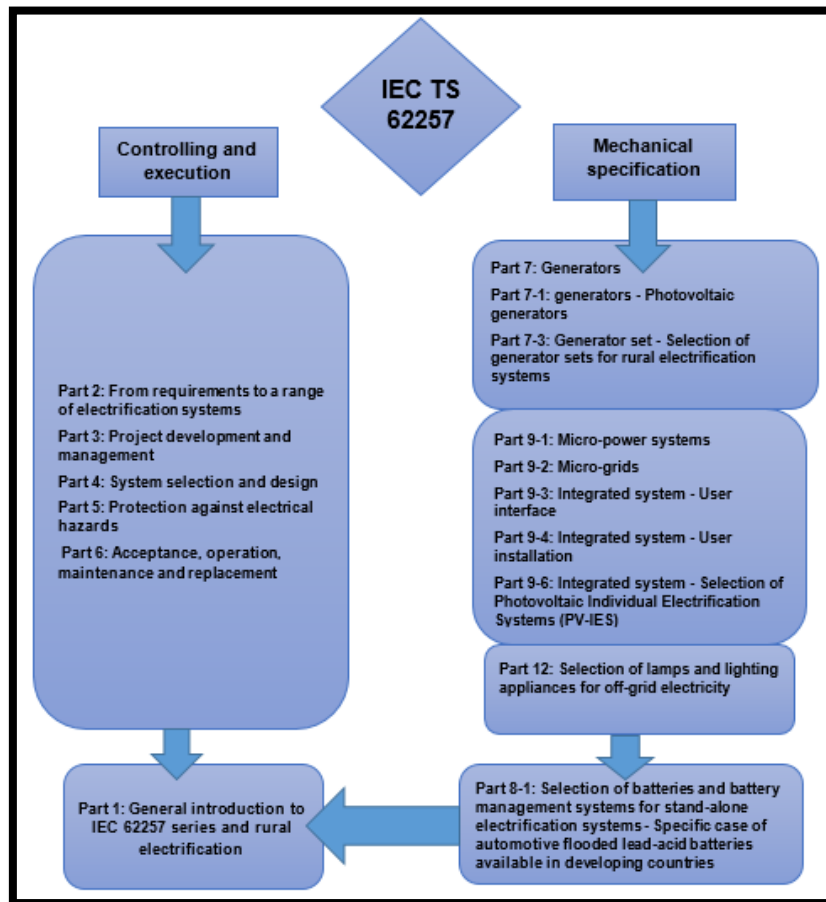 IEC TS
62257
Controlling and
execution
Mechanical
specification
Part 2: From requirements to a range
of electrification systems
Part 3: Project development and
management
Part 4: System selection and design
Part 5: Protection against electrical
hazards
Part 6: Acceptance, operation,
maintenance and replacement
Part 7: Generators
Part 7-1: generators - Photovoltaic
generators
Part 7-3: Generator set - Selection of
generator sets for rural electrification
systems
Part 9-1: Micro-power systems
Part 9-2: Micro-grids
Part 9-3: Integrated system - User
interface
Part 9-4: Integrated system - User
installation
Part 9-6: Integrated system - Selection of
Photovoltaic Individual Electrification
Systems (PV-IES)
Part 12: Selection of lamps and lighting
appliances for off-grid electricity
Part 8-1: Selection of batteries and battery
management systems for stand-alone
electrification systems - Specific case of
automotive flooded lead-acid batteries
available in developing countries
Part 1: General introduction to
IEC 62257 series and rural
electrification